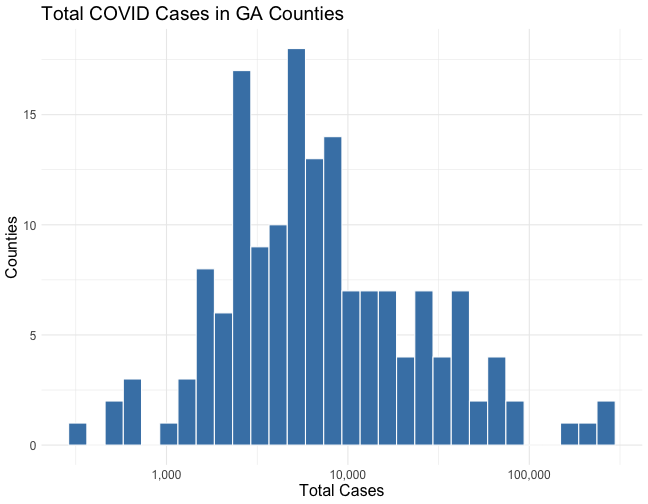 Total COVID Cases in GA Counties
Counties
15
10
5
0
1,000
10,000
100,000
Total Cases